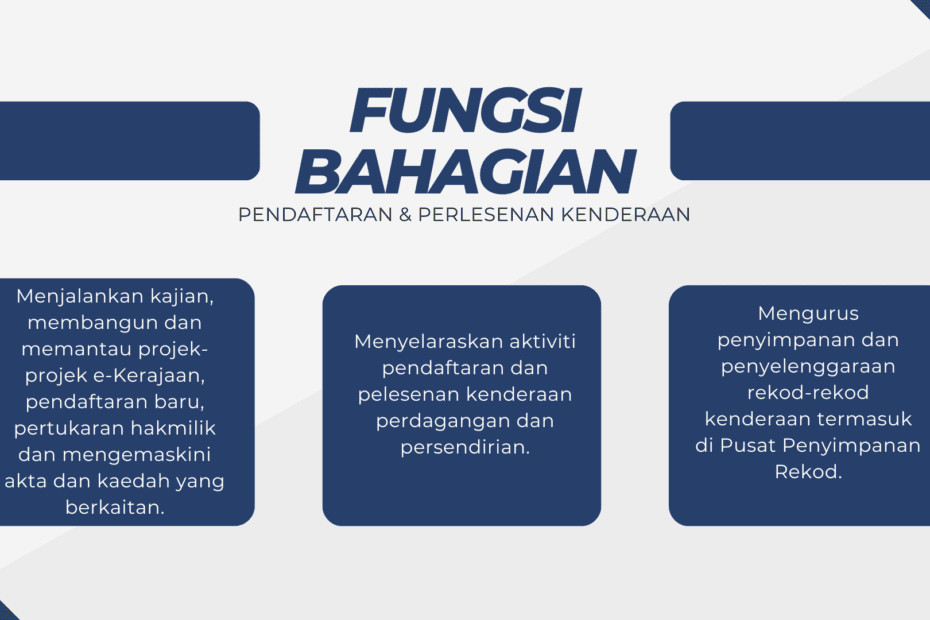 FUNGSI
BAHAGIAN
PENDAFTARAN & PERLESENAN KENDERAAN
Menjalankan kajian,
membangun dan
memantau projek-
projek e-Kerajaan,
pendaftaran baru,
pertukaran hakmilik
dan mengemaskini
akta dan kaedah yang
berkaitan.
Menyelaraskan aktiviti
pendaftaran dan
pelesenan kenderaan
perdagangan dan
persendirian.
Mengurus
penyimpanan dan
penyelenggaraan
rekod-rekod
kenderaan termasuk
di Pusat Penyimpanan
Rekod.